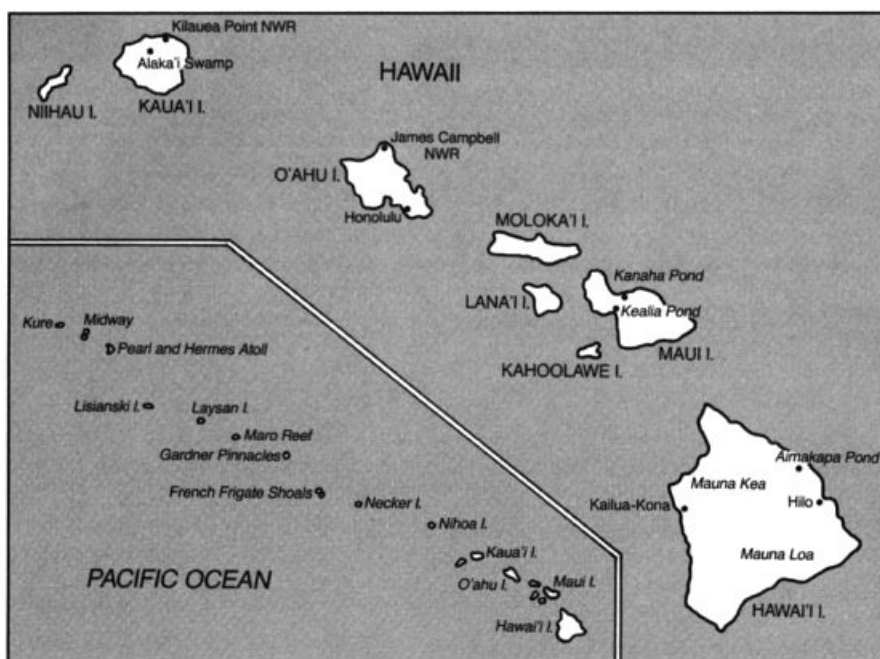 Kilauea Point NWR
Alaka'i Swamp
NIIHAU I.
KAUA'I I.
HAWAII
James Campbell
NWR
O'AHU I.
Honolulu
MOLOKA'I I.
Kanaha Pond
LANA'I I.
Kealia Pond
MAUI I.
KAHOOLAWE I.
Kure
Midway
Pearl and Hermes Atoll
Lisianski I.
Laysan I.
Maro Reef
Gardner Pinnacles
French Frigate Shoals
Necker I.
Nihoa I.
Kaua'i I.
O'ahu I.
Maui I.
Hawai'i I.
PACIFIC OCEAN
Aimakapa Pond
Mauna Kea
Kailua-Kona
Hilo
Mauna Loa
HAWAI'I I.